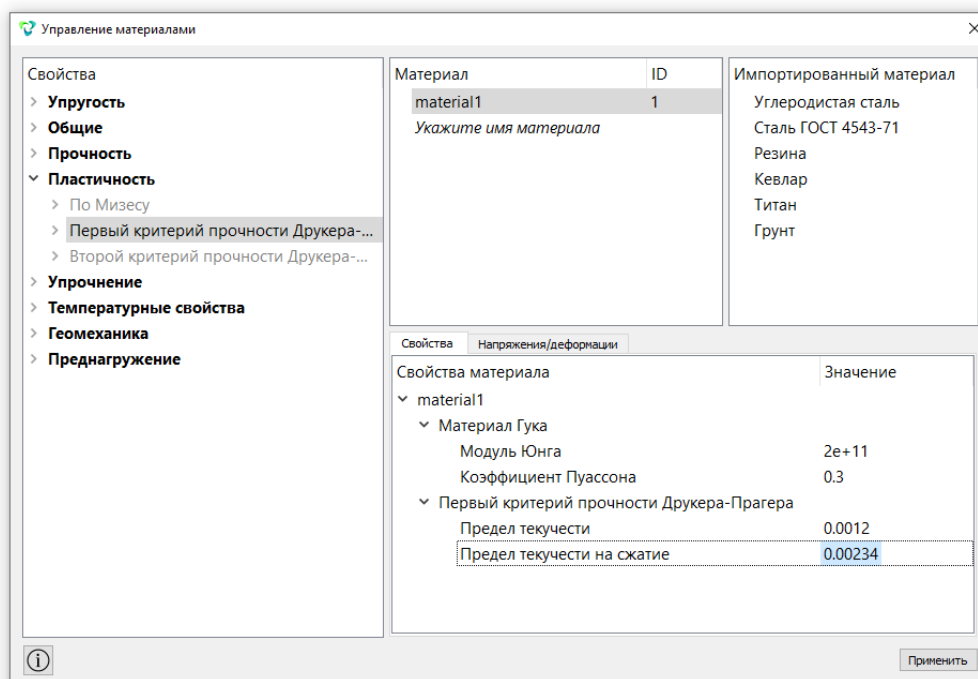 Управление материалами
Свойства
Упругость
Общие
Прочность
Пластичность
По Мизесу
Первый критерий прочности Друкера-...
Второй критерий прочности Друкера-...
Упрочнение
Температурные свойства
Геомеханика
Преднагружение
Материал ID
material1 1
Укажите имя материала
Импортированный материал
Углеродистая сталь
Сталь ГОСТ 4543-71
Резина
Кевлар
Титан
Грунт
Свойства Напряжения/деформации
Свойства материала Значение
material1
Материал Гука
Модуль Юнга 2e+11
Коэффициент Пуассона 0.3
Первый критерий прочности Друкера-Прагера
Предел текучести 0.0012
Предел текучести на сжатие 0.00234
Применить